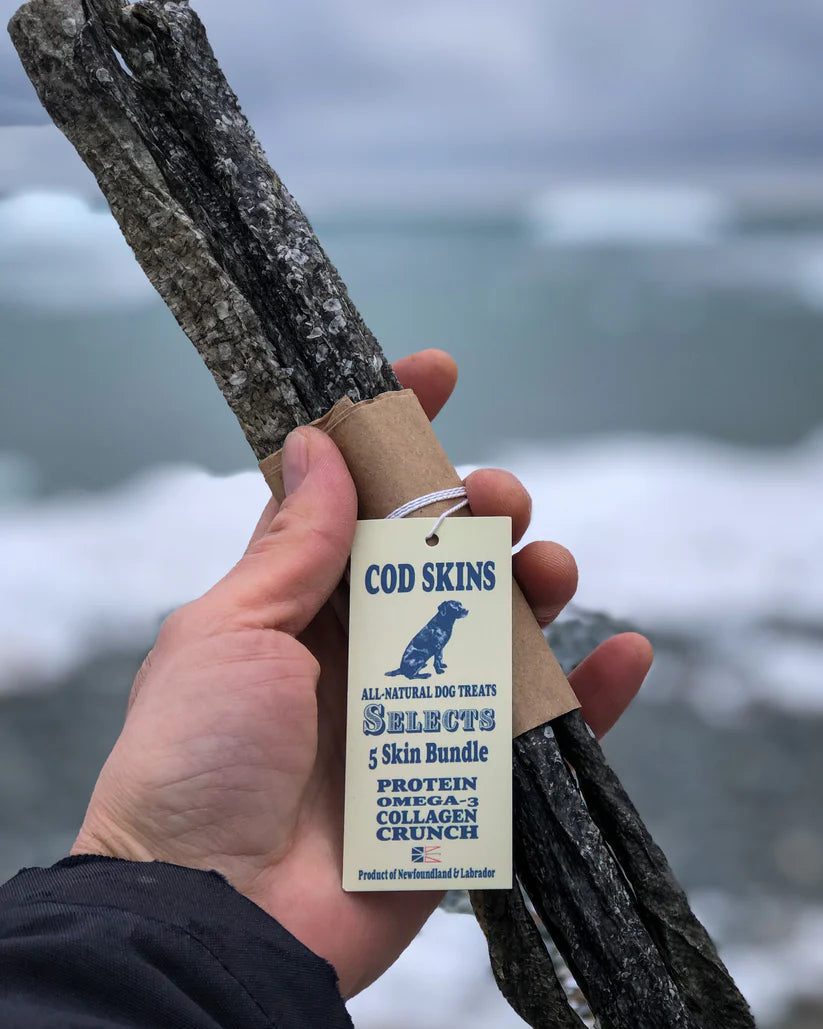 COD SKINS
ALL-NATURAL DOG TREATS
SELECTS
5 Skin Bundle
PROTEIN
OMEGA-3
COLLAGEN
CRUNCH
Product of Newfoundland & Labrador